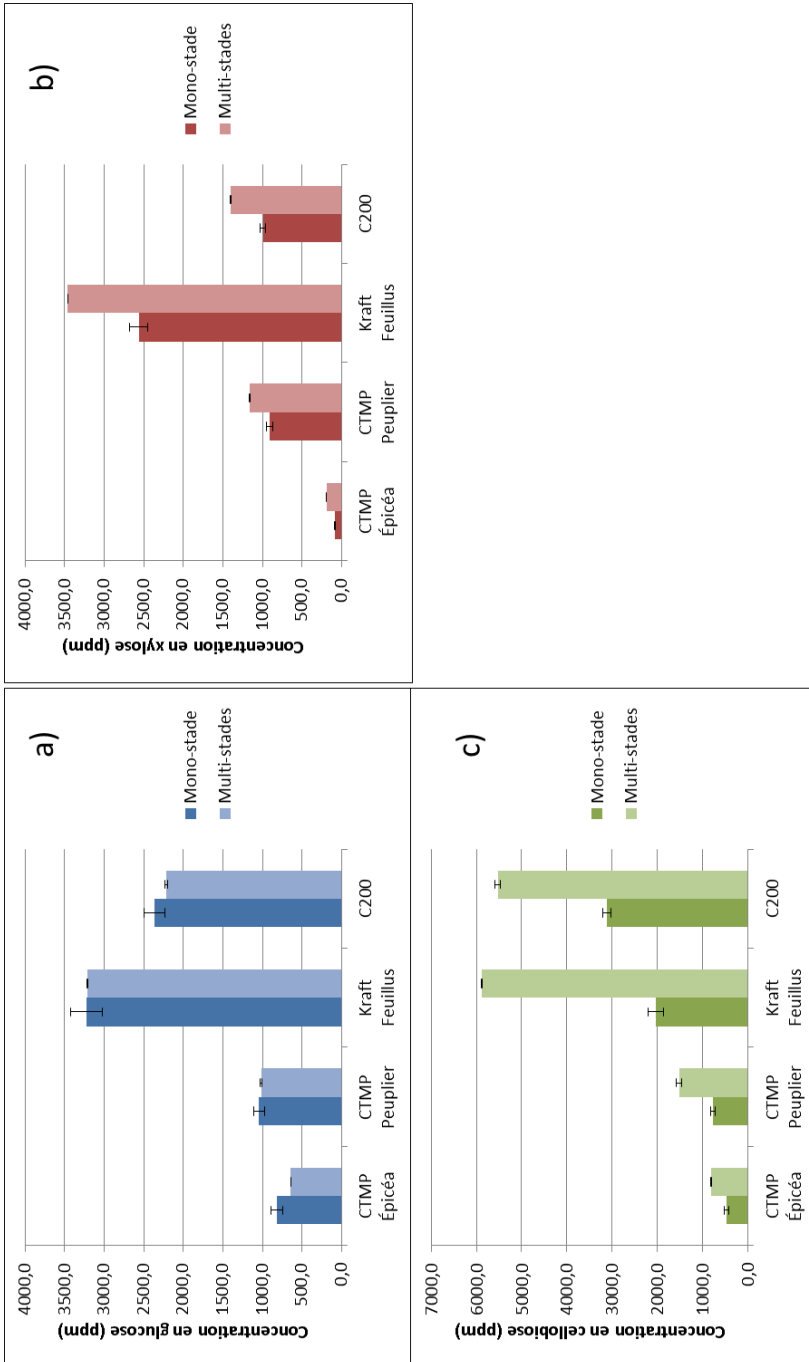 a)
Concentration en glucose (ppm)
4000,0
3500,0
3000,0
2500,0
2000,0
1500,0
1000,0
500,0
0,0
CTMP
Épicéa
CTMP
Peuplier
Kraft
Feuillus
C200
Mono-stade
Multi-stades
b)
Concentration en xylose (ppm)
4000,0
3500,0
3000,0
2500,0
2000,0
1500,0
1000,0
500,0
0,0
CTMP
Épicéa
CTMP
Peuplier
Kraft
Feuillus
C200
Mono-stade
Multi-stades
c)
Concentration en cellobiose (ppm)
7000,0
6000,0
5000,0
4000,0
3000,0
2000,0
1000,0
0,0
CTMP
Épicéa
CTMP
Peuplier
Kraft
Feuillus
C200
Mono-stade
Multi-stades